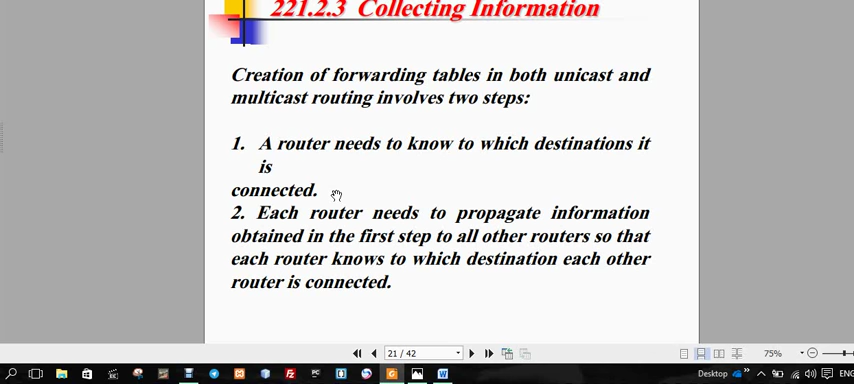 221.2.3 Collecting Information
Creation of forwarding tables in both unicast and
multicast routing involves two steps:
1. A router needs to know to which destinations it
is
connected.
2. Each router needs to propagate information
obtained in the first step to all other routers so that
each router knows to which destination each other
router is connected.
21 / 42
75%
Desktop
ENG